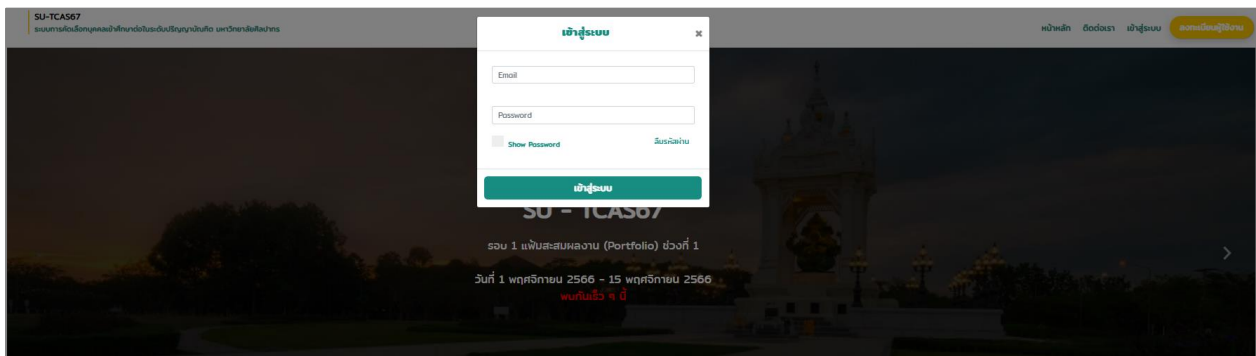 SU-TCAS67
ระบบการคัดเลือกบุคคลเข้าศึกษาต่อในระดับปริญญาบัณฑิต มหาวิทยาลัยศิลปากร
หน้าหลัก ติดต่อเรา เข้าสู่ระบบ ลงทะเบียนผู้ใช้งาน
เข้าสู่ระบบ ×
Email
Password
Show Password ลืมรหัสผ่าน
เข้าสู่ระบบ
SU - TCAS67
รอบ 1 แฟ้มสะสมผลงาน (Portfolio) ช่วงที่ 1
วันที่ 1 พฤศจิกายน 2566 - 15 พฤศจิกายน 2566
พบกันเร็ว ๆ นี้